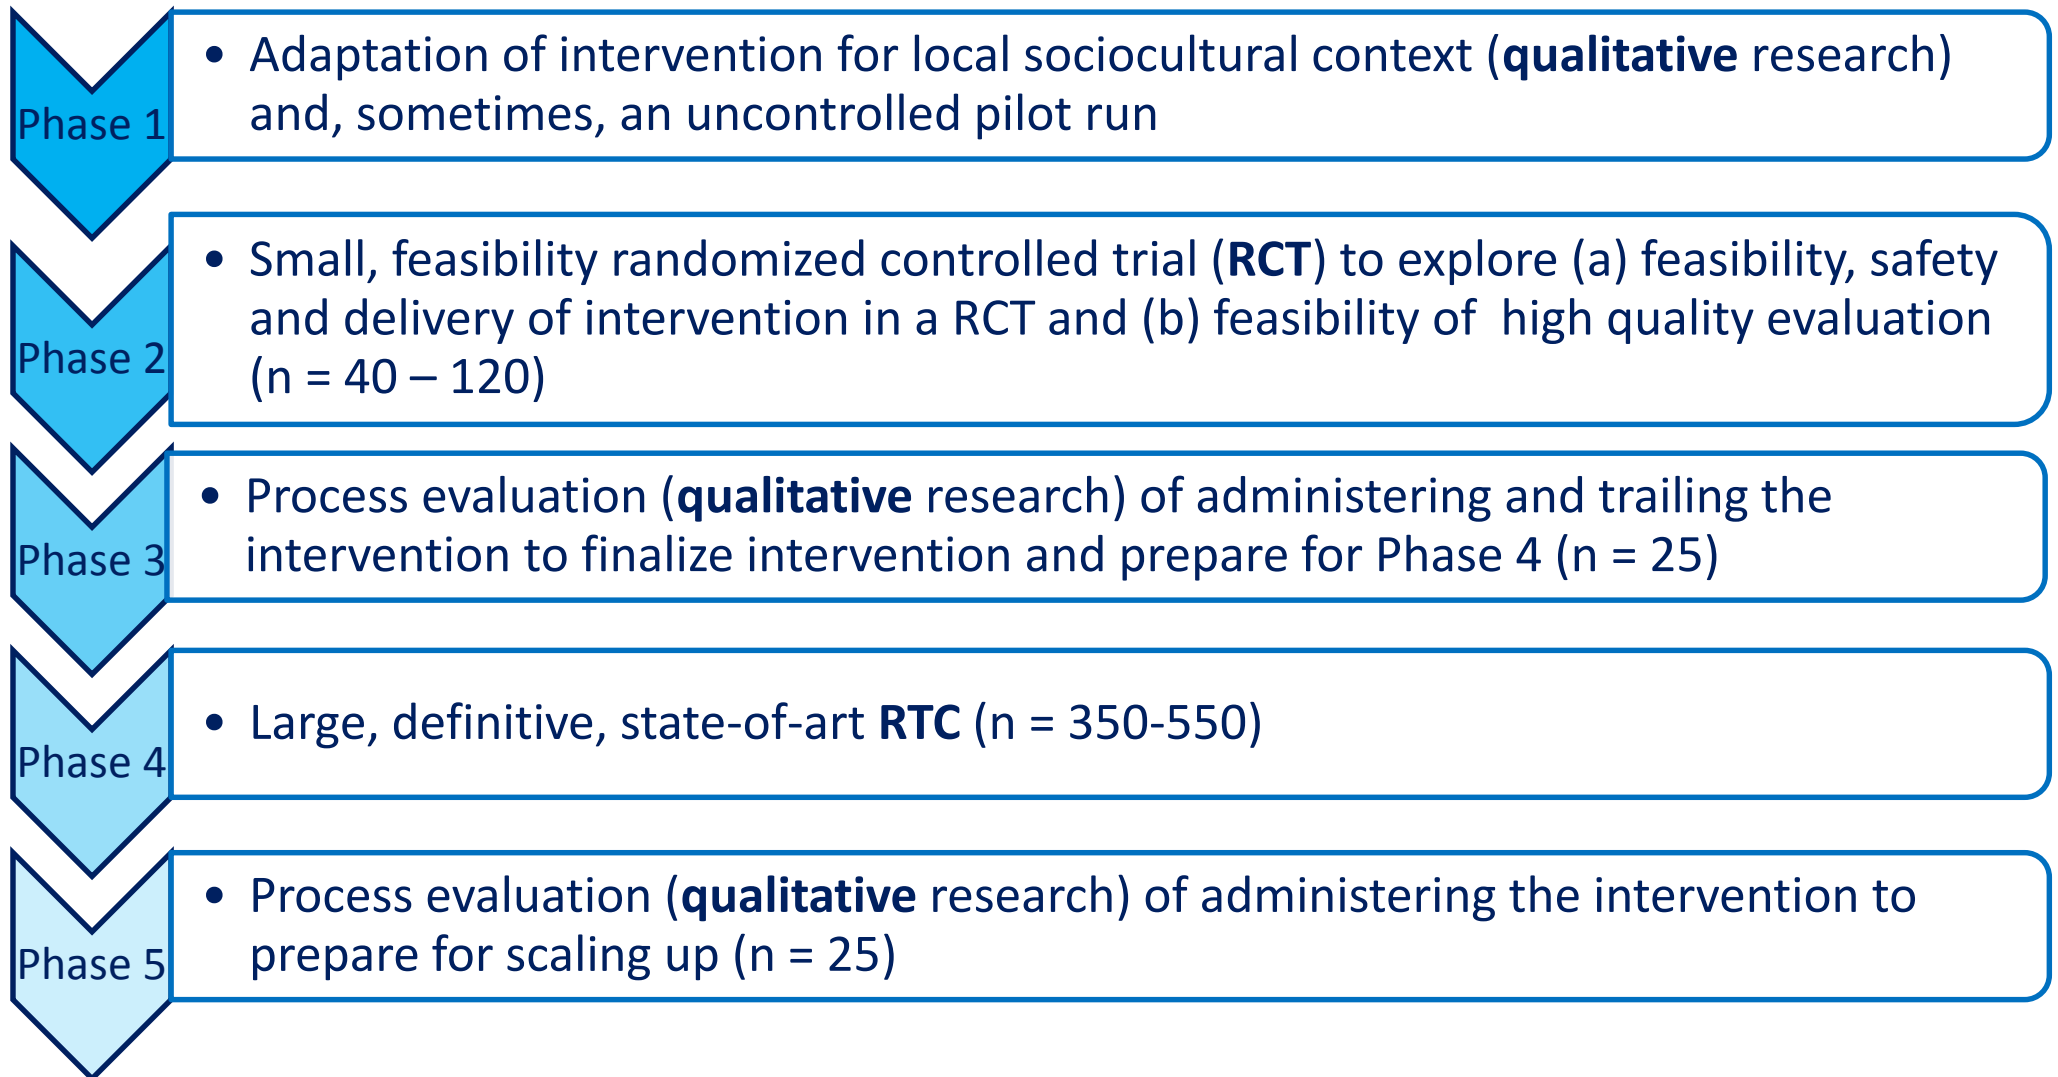 Phase 1
• Adaptation of intervention for local sociocultural context (qualitative research)
and, sometimes, an uncontrolled pilot run
Phase 2
• Small, feasibility randomized controlled trial (RCT) to explore (a) feasibility, safety
and delivery of intervention in a RCT and (b) feasibility of  high quality evaluation
(n = 40 – 120)
Phase 3
• Process evaluation (qualitative research) of administering and trailing the
intervention to finalize intervention and prepare for Phase 4 (n = 25)
Phase 4
• Large, definitive, state-of-art RTC (n = 350-550)
Phase 5
• Process evaluation (qualitative research) of administering the intervention to
prepare for scaling up (n = 25)